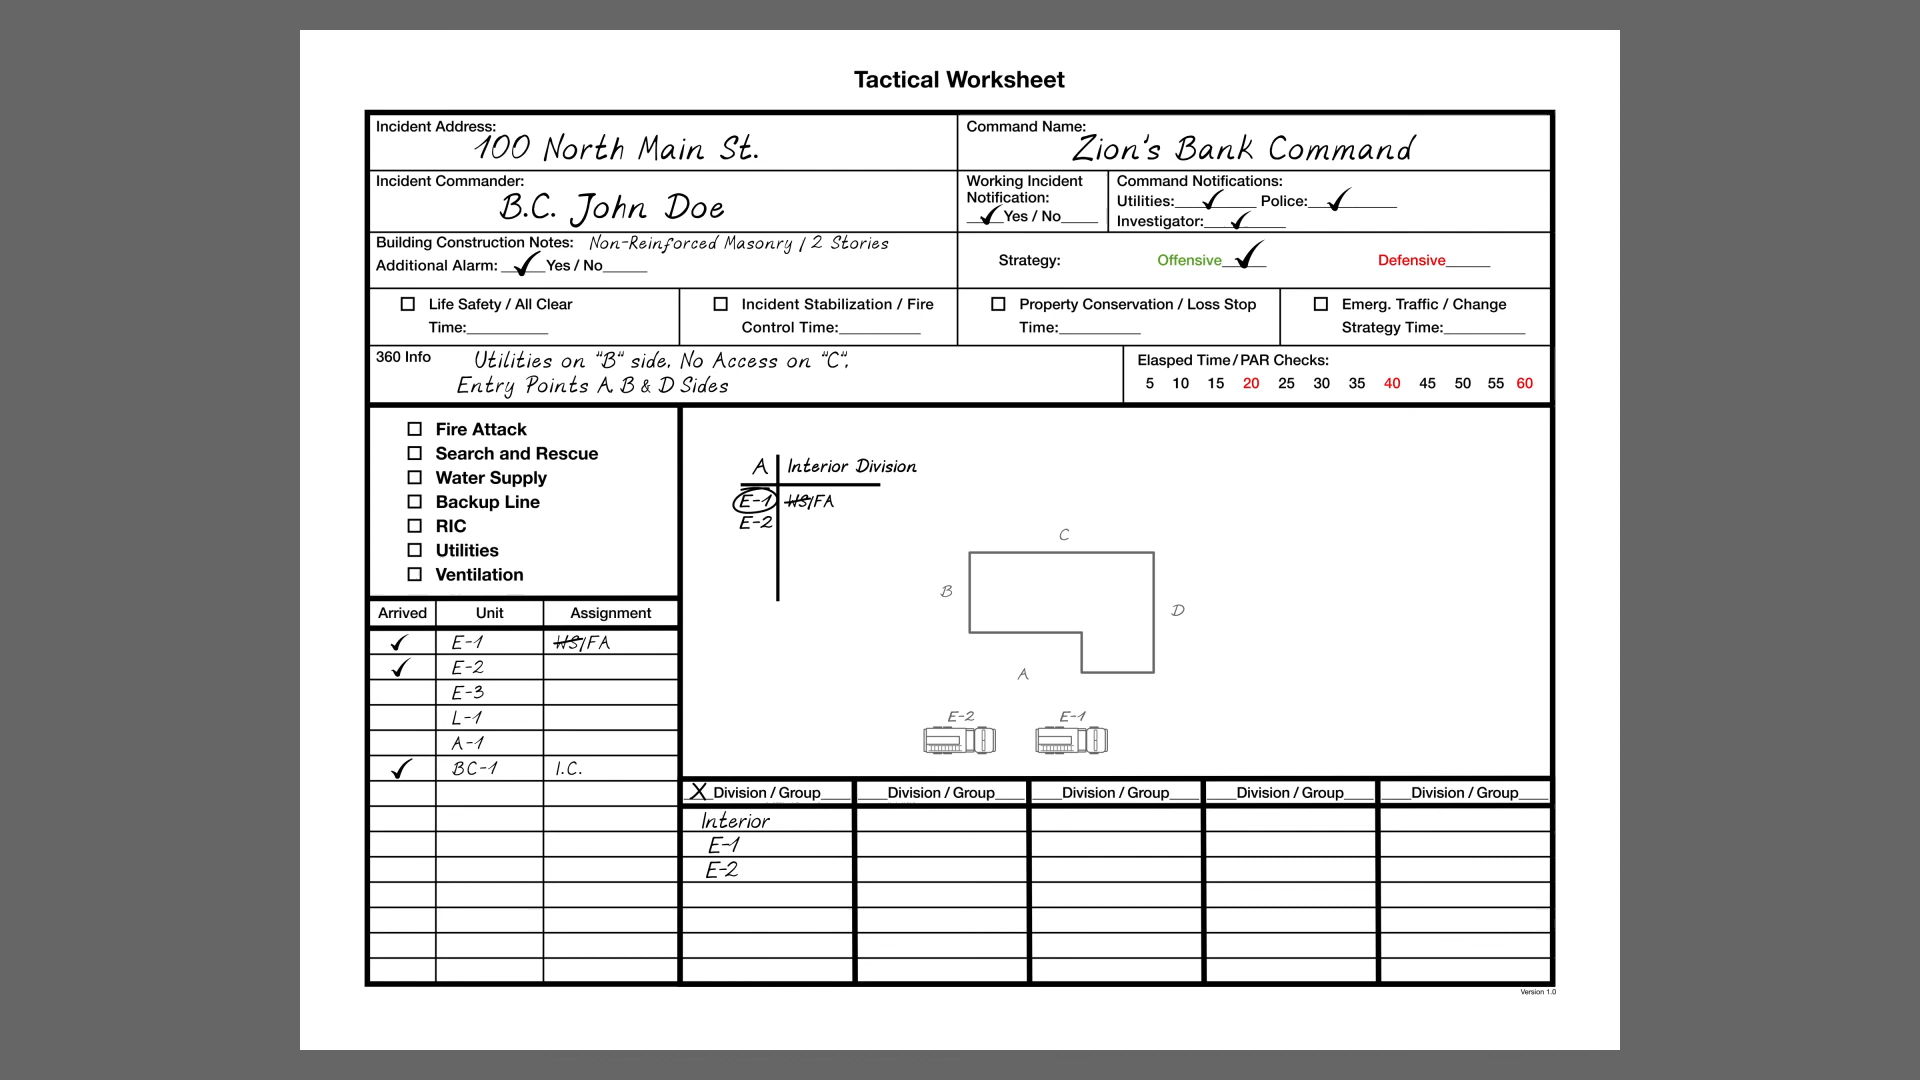 Tactical Worksheet
Incident Address:
100 North Main St.
Command Name:
Zion's Bank Command
Incident Commander:
B.C. John Doe
Working Incident
Notification:
✓ Yes / No
Command Notifications:
Utilities: ✓ Police: ✓
Investigator: ✓
Building Construction Notes: Non-Reinforced Masonry / 2 Stories
Additional Alarm: ✓ Yes / No
Strategy: Offensive ✓ Defensive
Life Safety / All Clear
Time:
Incident Stabilization / Fire
Control Time:
Property Conservation / Loss Stop
Time:
Emerg. Traffic / Change
Strategy Time:
360 Info
Utilities on "B" side, No Access on "C",
Entry Points A, B & D Sides
Elasped Time / PAR Checks:
5 10 15 20 25 30 35 40 45 50 55 60
Fire Attack
Search and Rescue
Water Supply
Backup Line
RIC
Utilities
Ventilation
Arrived Unit Assignment
✓ E-1 WS/FA
✓ E-2
E-3
L-1
A-1
✓ BC-1 I.C.
A Interior Division
E-1 WS/FA
E-2
C
B
D
A
E-2 E-1
X Division / Group Division / Group Division / Group Division / Group Division / Group
Interior
E-1
E-2
Version 1.0